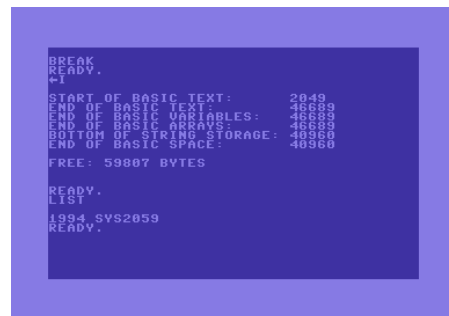 BREAK
READY.
←I
START OF BASIC TEXT: 2049
END OF BASIC TEXT: 46689
END OF BASIC VARIABLES: 46689
END OF BASIC ARRAYS: 46689
BOTTOM OF STRING STORAGE: 40960
END OF BASIC SPACE: 40960
FREE: 59807 BYTES
READY.
LIST
1994 SYS2059
READY.